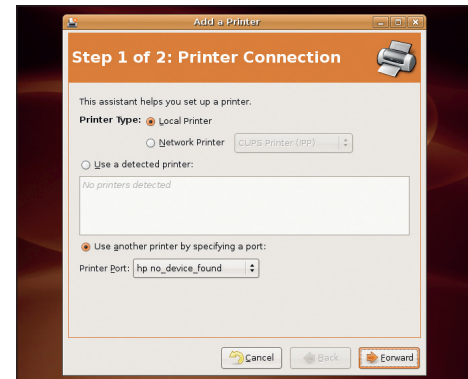 Add a Printer
Step 1 of 2: Printer Connection
This assistant helps you set up a printer.
Printer Type: Local Printer
Network Printer CUPS Printer (IPP)
Use a detected printer:
No printers detected
Use another printer by specifying a port:
Printer Port: hp no_device_found
Cancel Back Forward